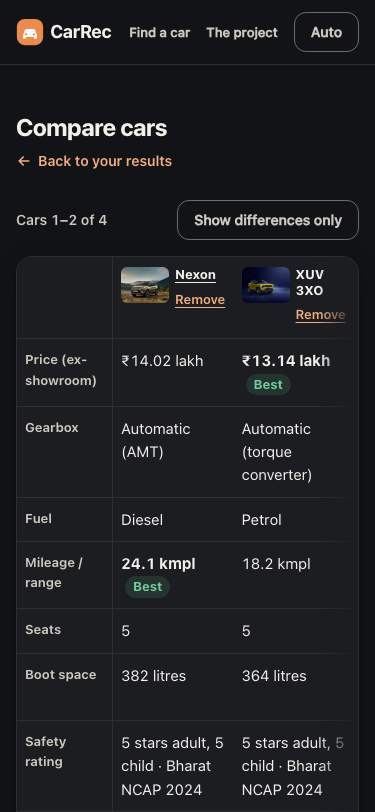 CarRec Find a car The project Auto
Compare cars
← Back to your results
Cars 1–2 of 4 Show differences only
Nexon
Remove
XUV
3XO
Remove
Price (ex-
showroom)
₹14.02 lakh
₹13.14 lakh
Best
Gearbox
Automatic
(AMT)
Automatic
(torque
converter)
Fuel
Diesel
Petrol
Mileage /
range
24.1 kmpl
Best
18.2 kmpl
Seats
5
5
Boot space
382 litres
364 litres
Safety
rating
5 stars adult, 5
child · Bharat
NCAP 2024
5 stars adult, 5
child · Bharat
NCAP 2024